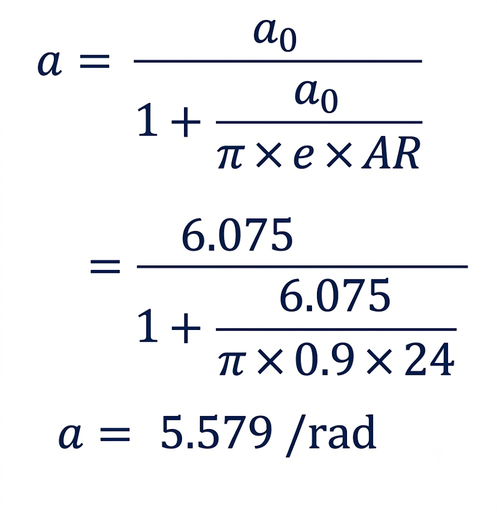 a = a₀ / (1 + a₀ / (π × e × AR))
= 6.075 / (1 + 6.075 / (π × 0.9 × 24))
a = 5.579 /rad